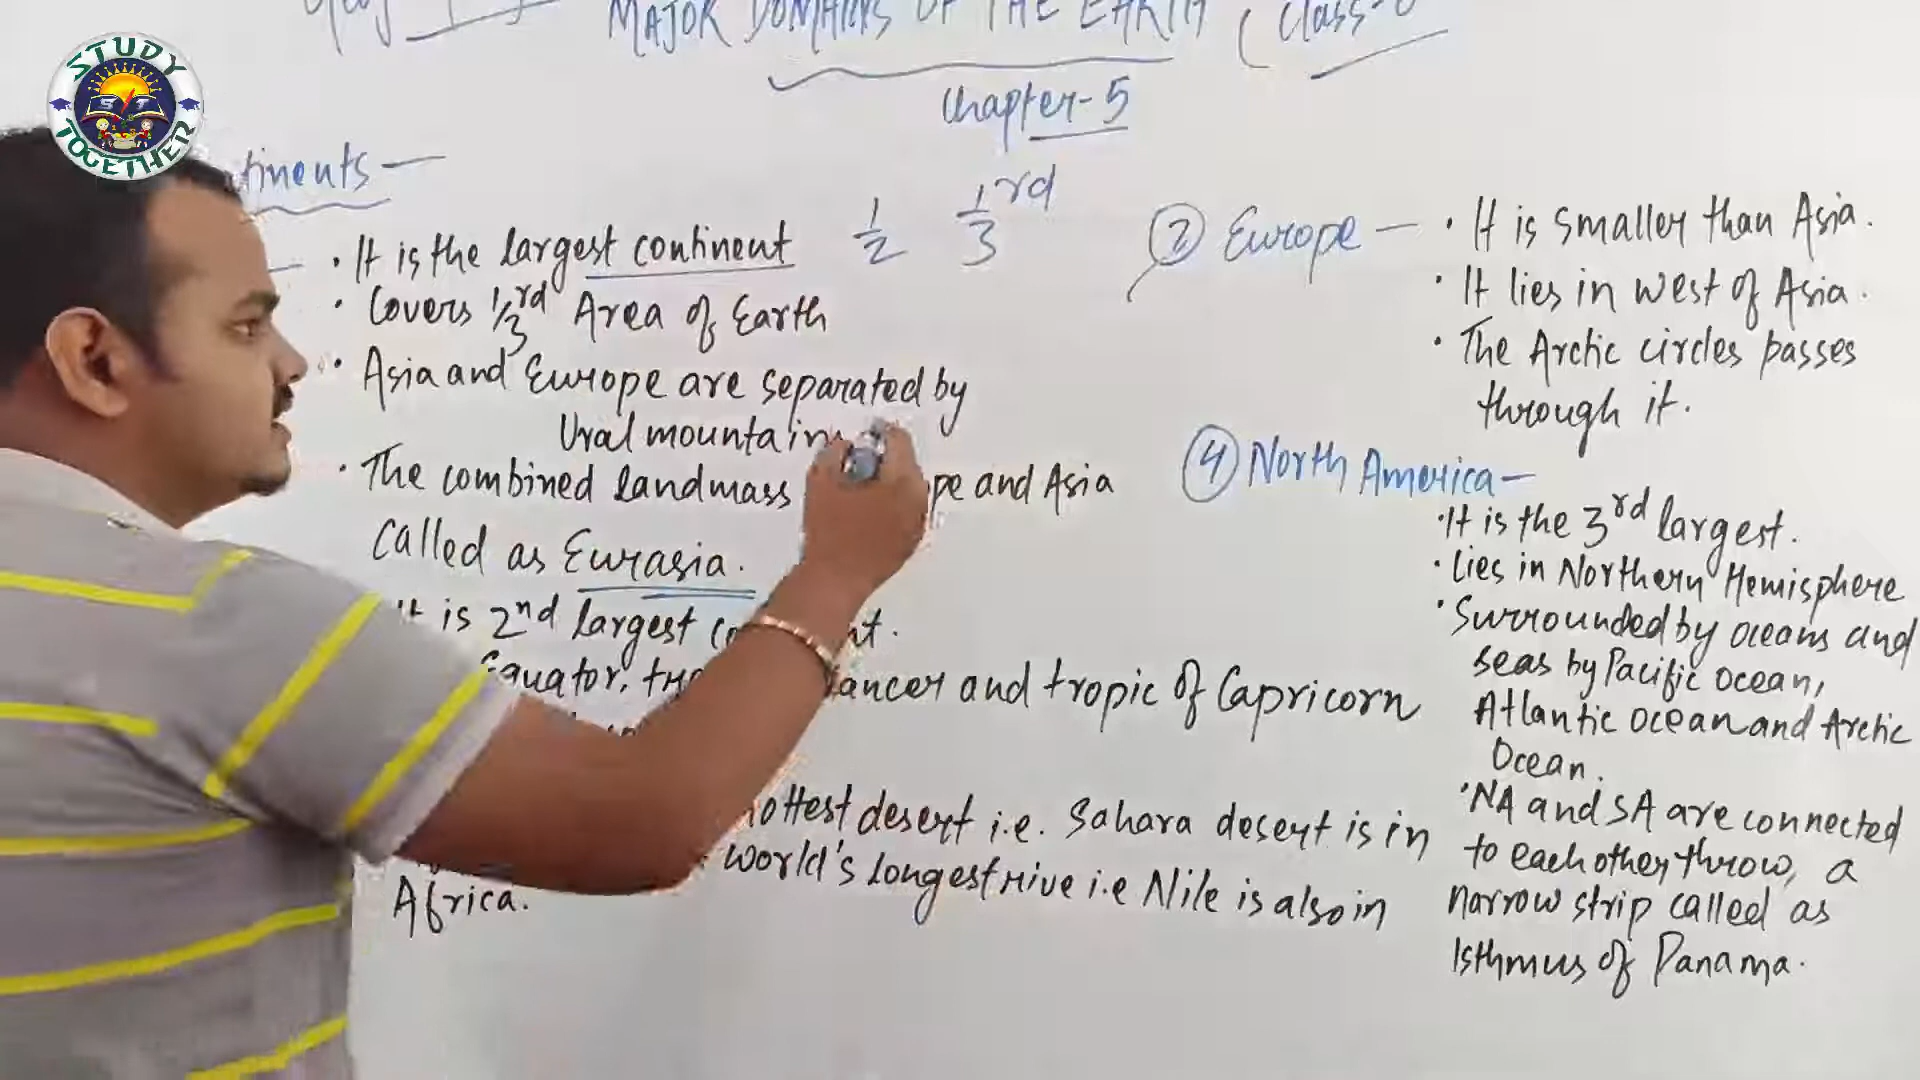 STUDY
TOGETHER
ST
MAJOR DOMAINS OF THE EARTH (Class-6
Chapter-5
tinents —
1/2 1/3 rd
· It is the largest continent
· Covers 1/3rd Area of Earth
· Asia and Europe are separated by
Ural mountains
· The combined landmass pe and Asia
called as Eurasia.
It is 2nd largest nt.
Equator, ancer and tropic of Capricorn
hottest desert i.e. Sahara desert is in
world's longest rive i.e Nile is also in
Africa.
② Europe — · It is smaller than Asia.
· It lies in west of Asia.
· The Arctic circles passes
through it.
④ North America —
· It is the 3rd largest.
· Lies in Northern Hemisphere
· Surrounded by oceans and
seas by Pacific ocean,
Atlantic ocean and Arctic
Ocean.
· NA and SA are connected
to each other throw, a
narrow strip called as
Isthmus of Panama.